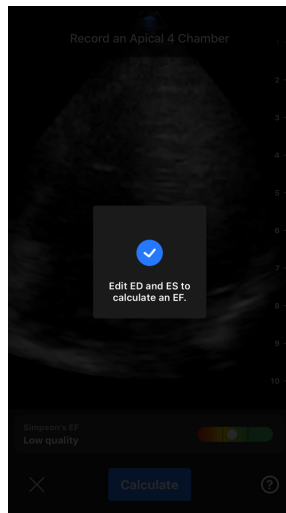 Record an Apical 4 Chamber
2
3
4
5
6
7
8
9
10
Edit ED and ES to
calculate an EF.
Simpson's EF
Low quality
Calculate
?